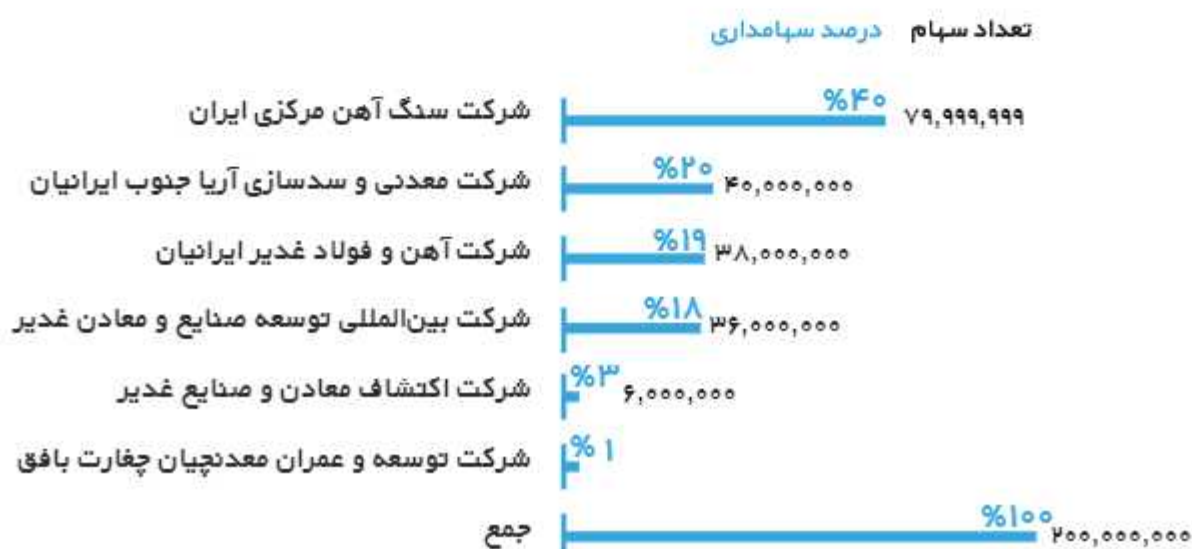 تعداد سهام درصد سهامداری
شرکت سنگ آهن مرکزی ایران %۴۰ ۷۹,۹۹۹,۹۹۹
شرکت معدنی و سدسازی آریا جنوب ایرانیان %۲۰ ۴۰,۰۰۰,۰۰۰
شرکت آهن و فولاد غدیر ایرانیان %۱۹ ۳۸,۰۰۰,۰۰۰
شرکت بین‌المللی توسعه صنایع و معادن غدیر %۱۸ ۳۶,۰۰۰,۰۰۰
شرکت اکتشاف معادن و صنایع غدیر %۳ ۶,۰۰۰,۰۰۰
شرکت توسعه و عمران معدنچیان چغارت بافق %۱
جمع %۱۰۰ ۲۰۰,۰۰۰,۰۰۰